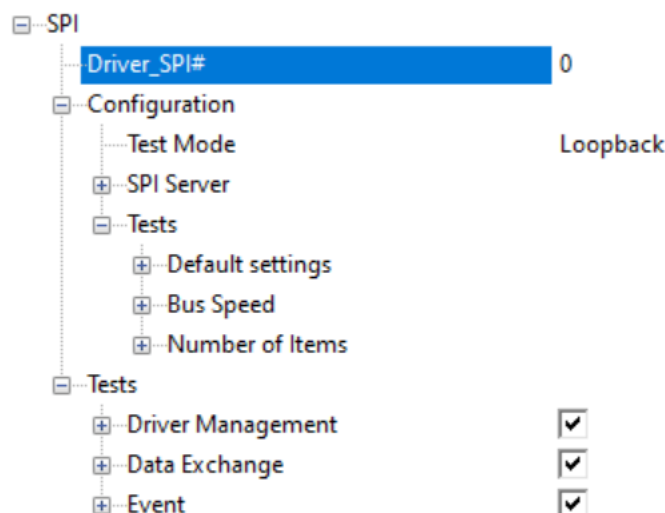 SPI
Driver_SPI# 0
Configuration
Test Mode Loopback
SPI Server
Tests
Default settings
Bus Speed
Number of Items
Tests
Driver Management
Data Exchange
Event